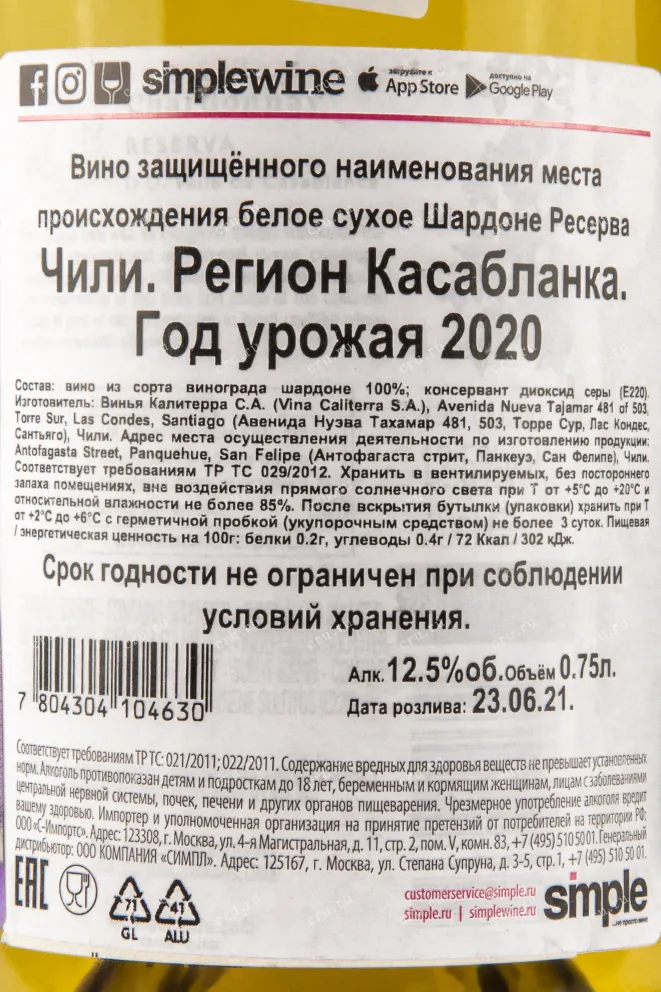 simplewine загрузите в App Store доступно на Google Play
Вино защищённого наименования места
происхождения белое сухое Шардоне Ресерва
Чили. Регион Касабланка.
Год урожая 2020
Состав: вино из сорта винограда шардоне 100%; консервант диоксид серы (E220).
Изготовитель: Винья Калитерра С.А. (Vina Caliterra S.A.), Avenida Nueva Tajamar 481 of 503,
Torre Sur, Las Condes, Santiago (Авенида Нуэва Тахамар 481, 503, Торре Сур, Лас Кондес,
Сантьяго), Чили. Адрес места осуществления деятельности по изготовлению продукции:
Antofagasta Street, Panquehue, San Felipe (Антофагаста стрит, Панкеуэ, Сан Фелипе), Чили.
Соответствует требованиям ТР ТС 029/2012. Хранить в вентилируемых, без постороннего
запаха помещениях, вне воздействия прямого солнечного света при Т от +5°С до +20°С и
относительной влажности не более 85%. После вскрытия бутылки (упаковки) хранить при Т
от +2°С до +6°С с герметичной пробкой (укупорочным средством) не более 3 суток. Пищевая
/ энергетическая ценность на 100г: белки 0.2г, углеводы 0.4г / 72 Ккал / 302 кДж.
Срок годности не ограничен при соблюдении
условий хранения.
Алк. 12.5%об. Объём 0.75л.
7 804304 104630
Дата розлива: 23.06.21.
Соответствует требованиям ТР ТС: 021/2011; 022/2011. Содержание вредных для здоровья веществ не превышает установленных
норм. Алкоголь противопоказан детям и подросткам до 18 лет, беременным и кормящим женщинам, лицам с заболеваниями
центральной нервной системы, почек, печени и других органов пищеварения. Чрезмерное употребление алкоголя вредит
вашему здоровью. Импортер и уполномоченная организация на принятие претензий от потребителей на территории РФ:
ООО «С-Импортс». Адрес: 123308, г. Москва, ул. 4-я Магистральная, д. 11, стр. 2, пом. V, комн. 83, +7 (495) 510 50 01. Генеральный
дистрибьютор: ООО КОМПАНИЯ «СИМПЛ». Адрес: 125167, г. Москва, ул. Степана Супруна, д. 3-5, стр. 1, +7 (495) 510 50 01.
EAC
71 GL
41 ALU
customerservice@simple.ru
simple.ru | simplewine.ru
simple
...не просто вино